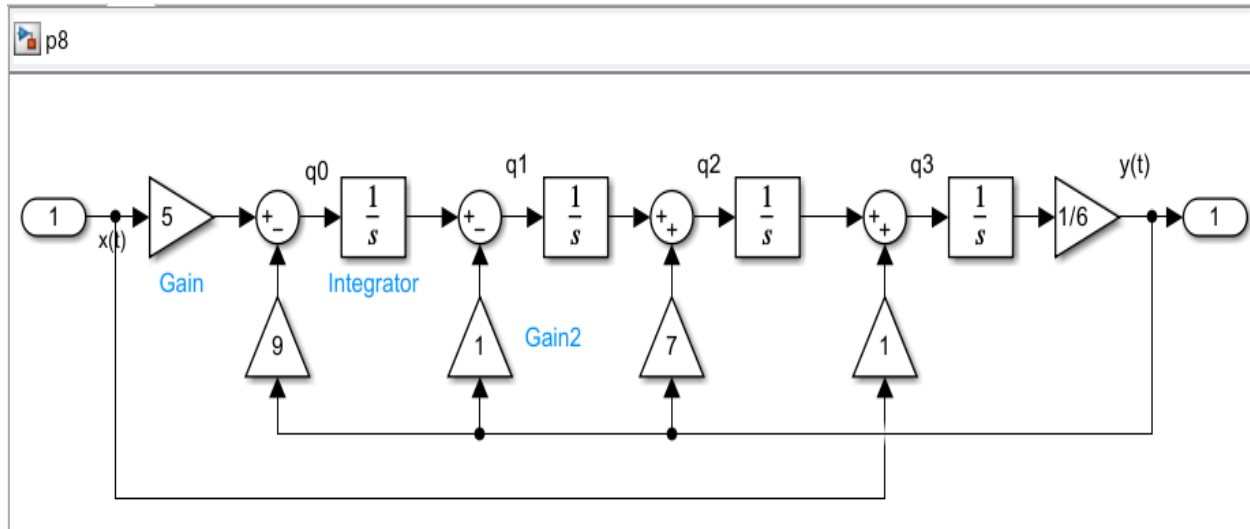 p8
q0
q1
q2
q3
y(t)
1
5
+
−
1
s
+
−
1
s
+
+
1
s
+
+
1
s
1/6
1
x(t)
Gain
Integrator
9
1
Gain2
7
1